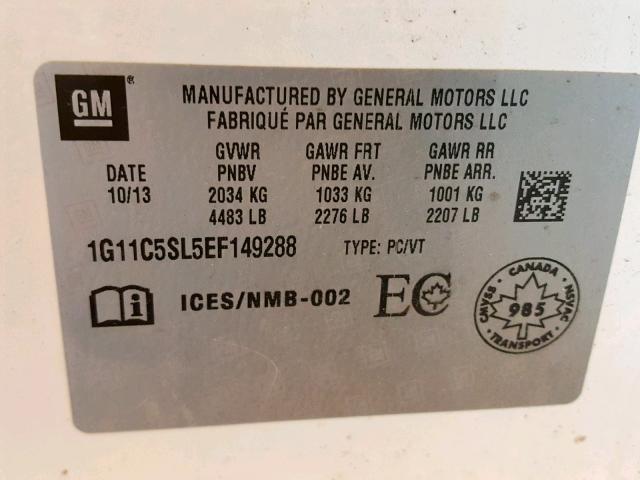 GM ®
MANUFACTURED BY GENERAL MOTORS LLC
FABRIQUÉ PAR GENERAL MOTORS LLC
GVWR GAWR FRT GAWR RR
DATE PNBV PNBE AV. PNBE ARR.
10/13 2034 KG 1033 KG 1001 KG
4483 LB 2276 LB 2207 LB
1G11C5SL5EF149288 TYPE: PC/VT
i ICES/NMB-002 EC
CANADA
CMVSS 985 NSVAC
TRANSPORT